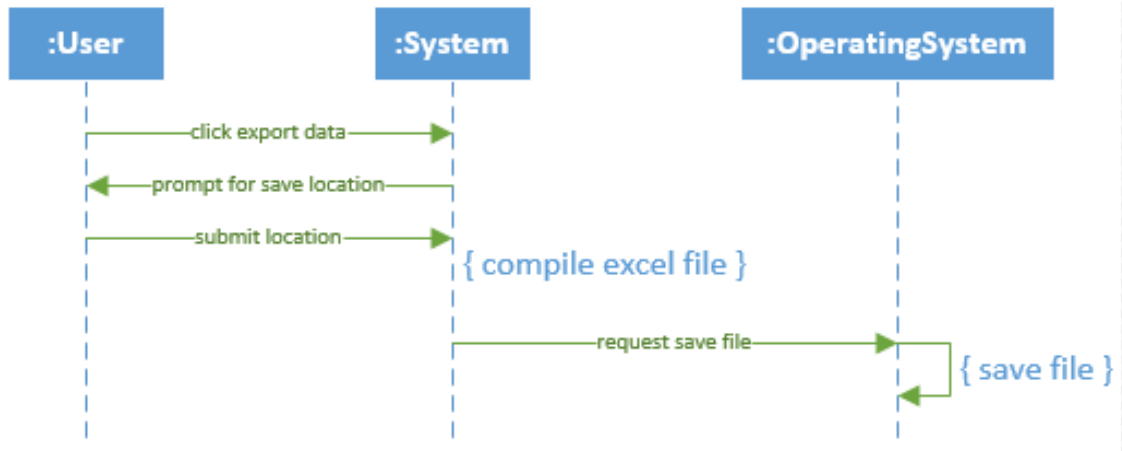 :User
:System
:OperatingSystem
click export data
prompt for save location
submit location
{ compile excel file }
request save file
{ save file }